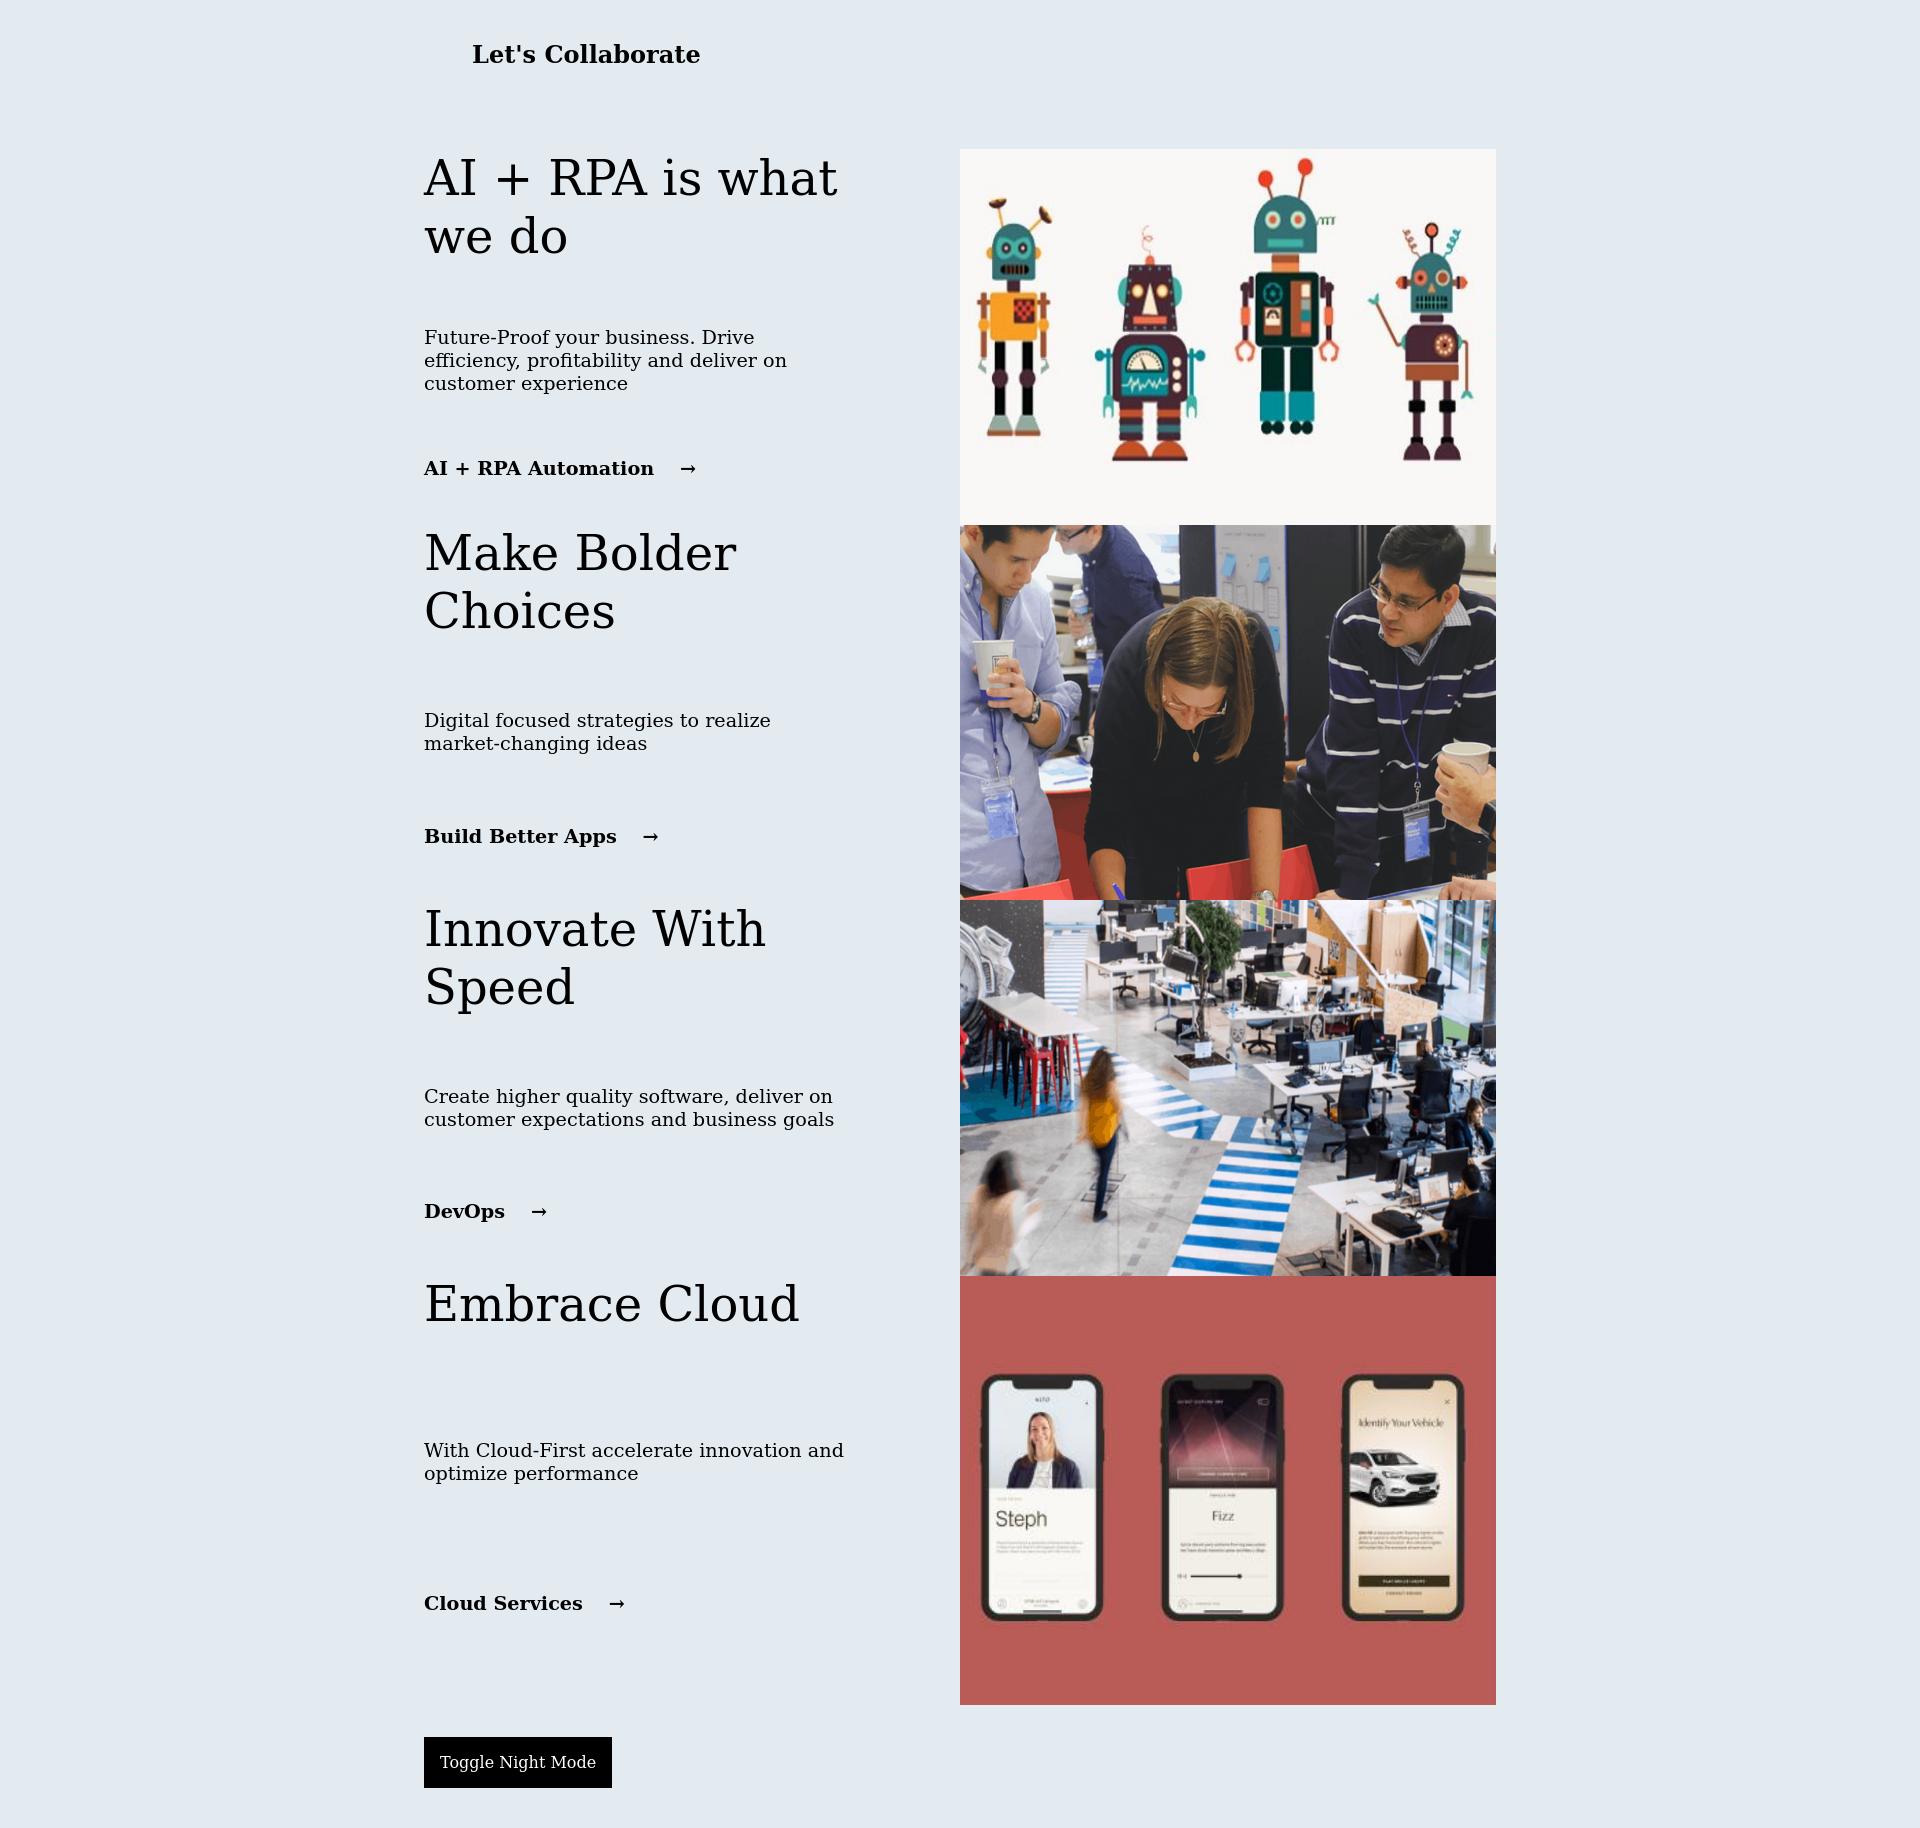 Let's Collaborate
AI + RPA is what
we do
Future-Proof your business. Drive
efficiency, profitability and deliver on
customer experience
AI + RPA Automation →
Make Bolder
Choices
Digital focused strategies to realize
market-changing ideas
Build Better Apps →
Innovate With
Speed
Create higher quality software, deliver on
customer expectations and business goals
DevOps →
Embrace Cloud
With Cloud-First accelerate innovation and
optimize performance
Cloud Services →
Steph
Fizz
Identify Your Vehicle
Toggle Night Mode